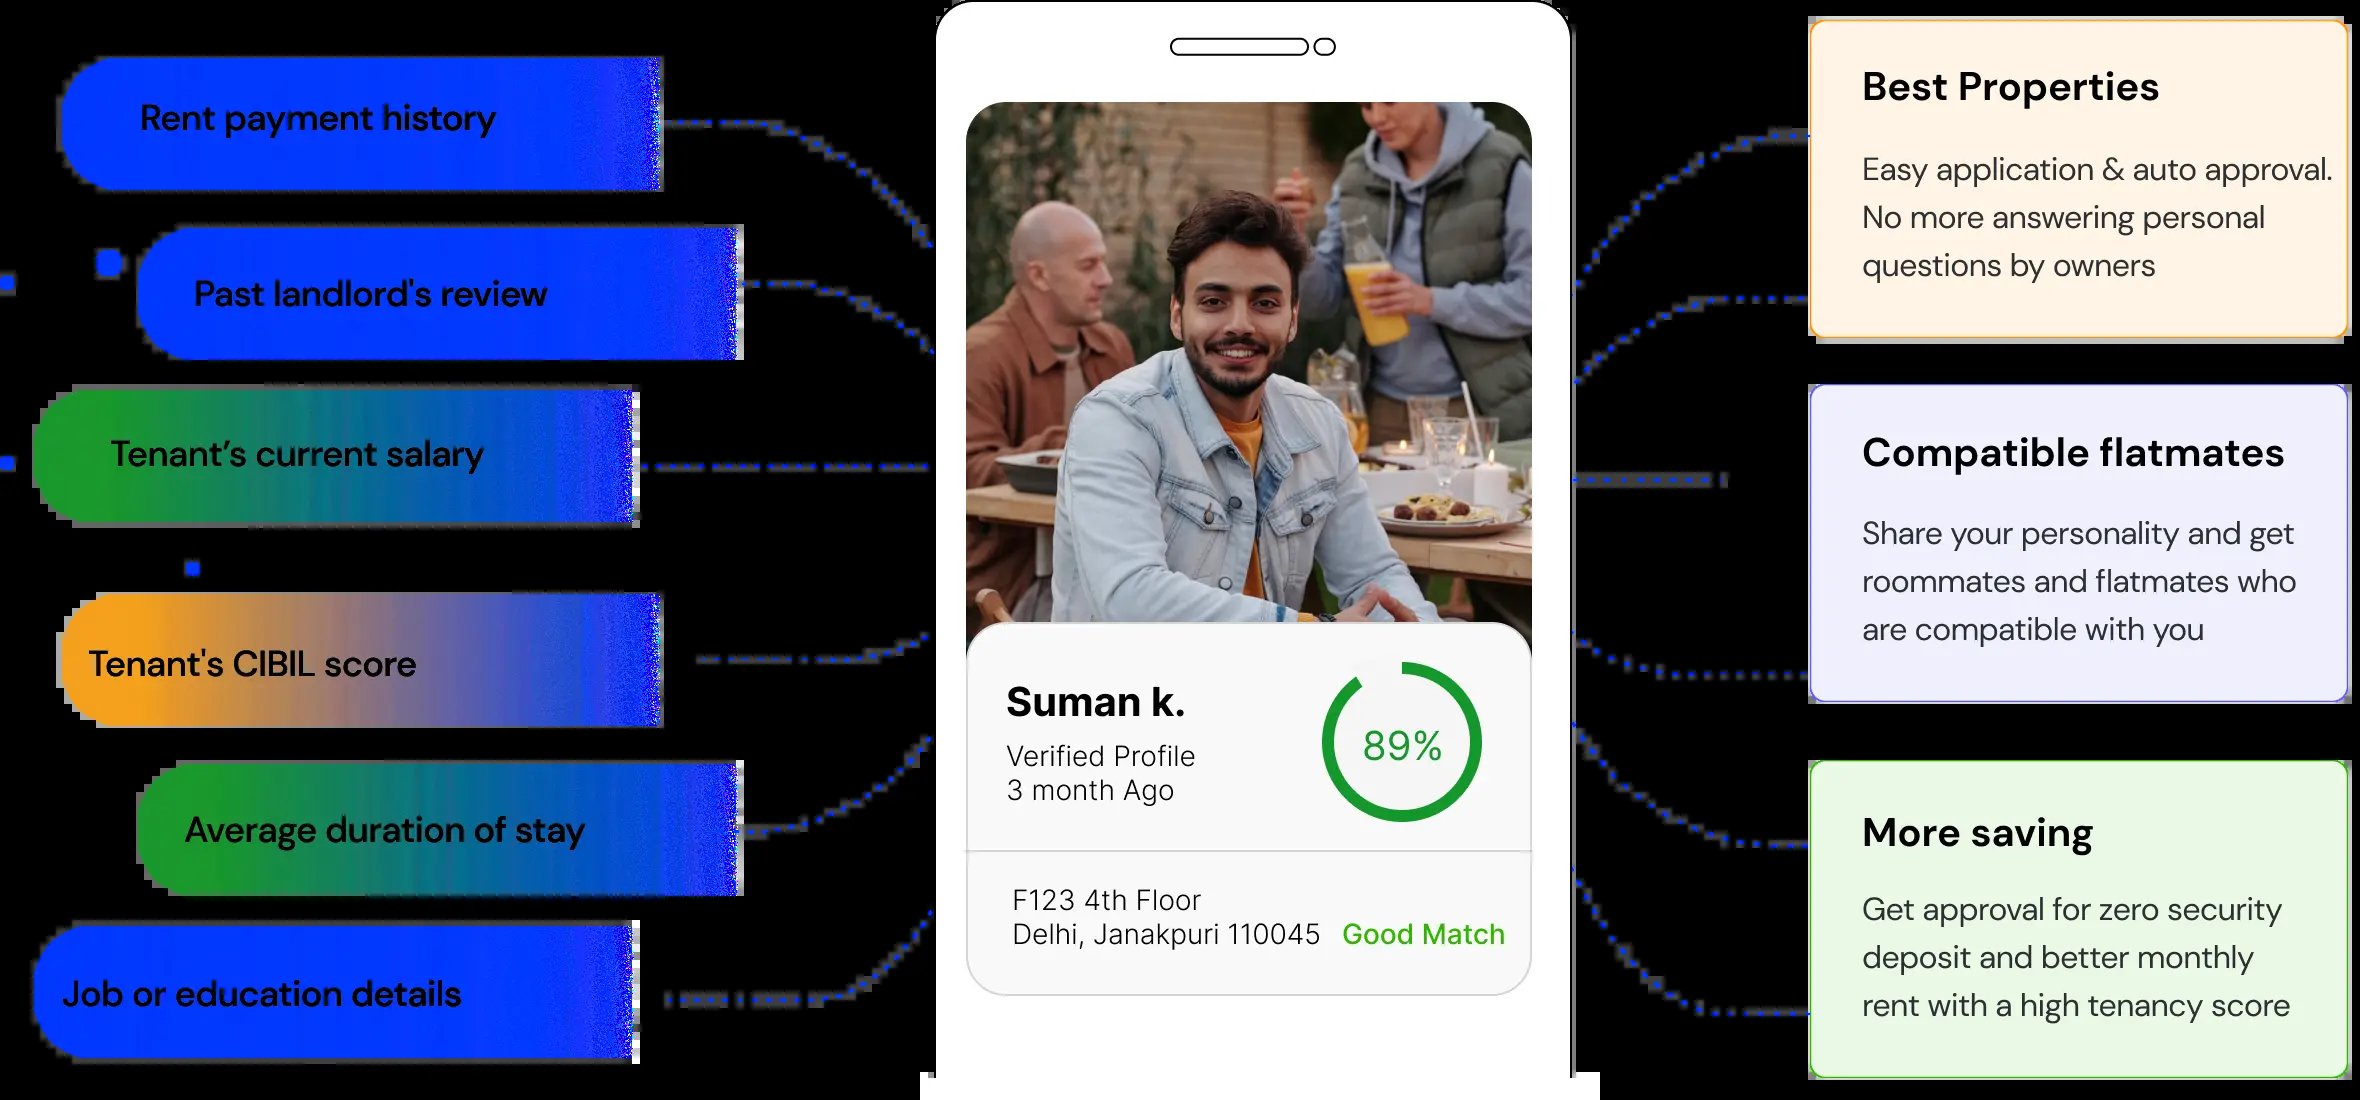 Rent payment history
Past landlord's review
Tenant’s current salary
Tenant's CIBIL score
Average duration of stay
Job or education details
Suman k.
Verified Profile
3 month Ago
89%
F123 4th Floor
Delhi, Janakpuri 110045
Good Match
Best Properties
Easy application & auto approval.
No more answering personal
questions by owners
Compatible flatmates
Share your personality and get
roommates and flatmates who
are compatible with you
More saving
Get approval for zero security
deposit and better monthly
rent with a high tenancy score